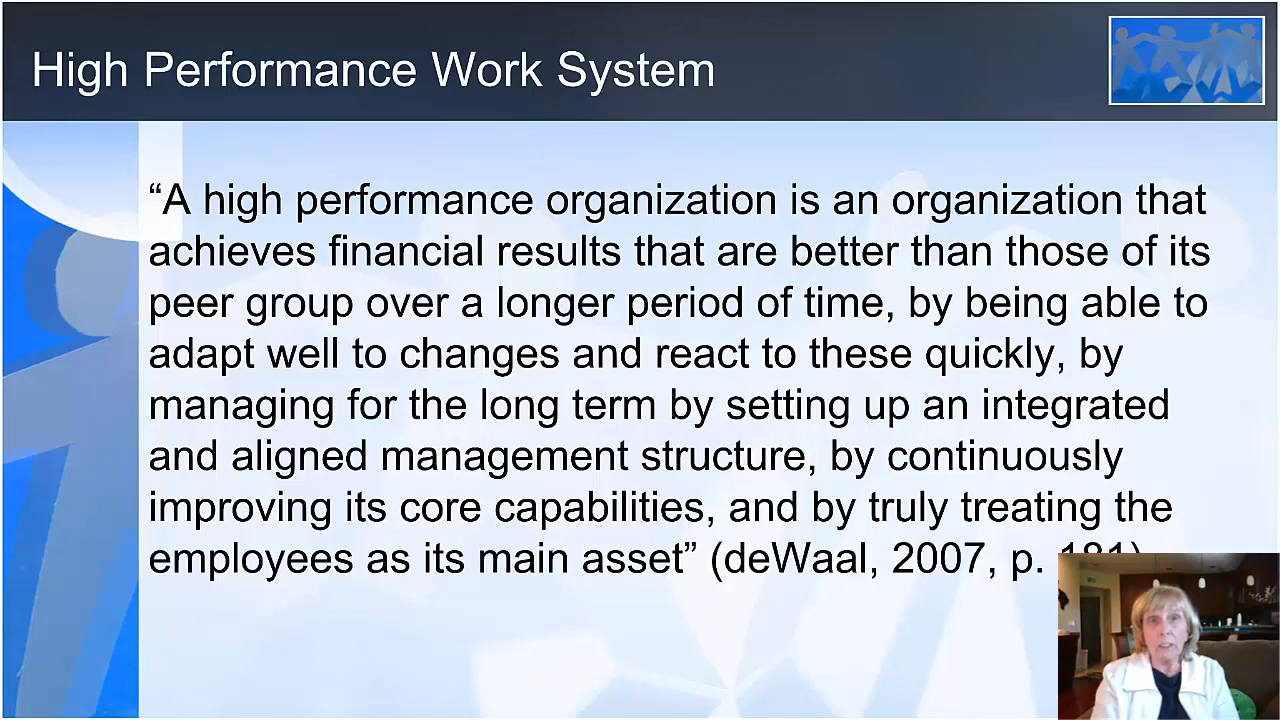 High Performance Work System
“A high performance organization is an organization that
achieves financial results that are better than those of its
peer group over a longer period of time, by being able to
adapt well to changes and react to these quickly, by
managing for the long term by setting up an integrated
and aligned management structure, by continuously
improving its core capabilities, and by truly treating the
employees as its main asset” (deWaal, 2007, p. 181)